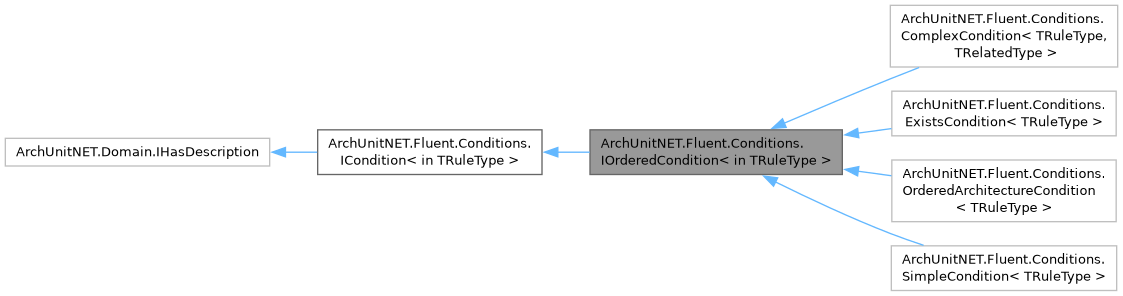 ArchUnitNET.Domain.IHasDescription
ArchUnitNET.Fluent.Conditions.
ICondition< in TRuleType >
ArchUnitNET.Fluent.Conditions.
IOrderedCondition< in TRuleType >
ArchUnitNET.Fluent.Conditions.
ComplexCondition< TRuleType,
TRelatedType >
ArchUnitNET.Fluent.Conditions.
ExistsCondition< TRuleType >
ArchUnitNET.Fluent.Conditions.
OrderedArchitectureCondition
< TRuleType >
ArchUnitNET.Fluent.Conditions.
SimpleCondition< TRuleType >